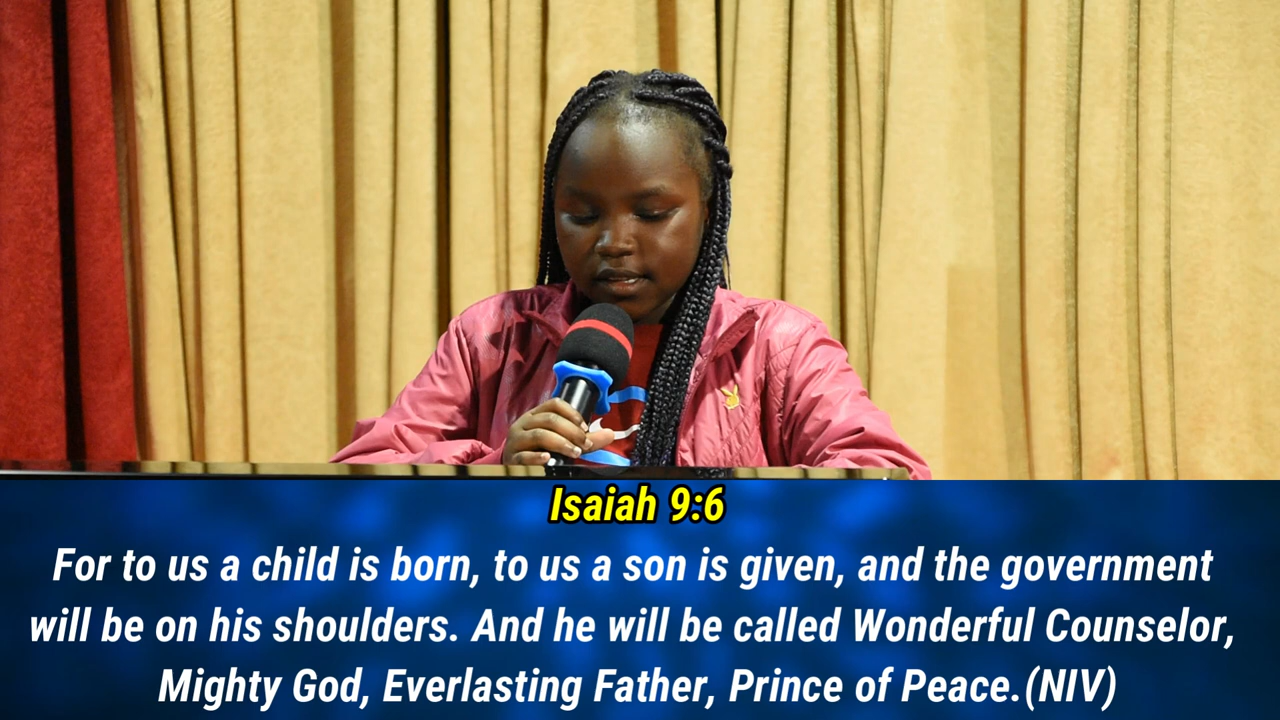 Isaiah 9:6
For to us a child is born, to us a son is given, and the government
will be on his shoulders. And he will be called Wonderful Counselor,
Mighty God, Everlasting Father, Prince of Peace.(NIV)